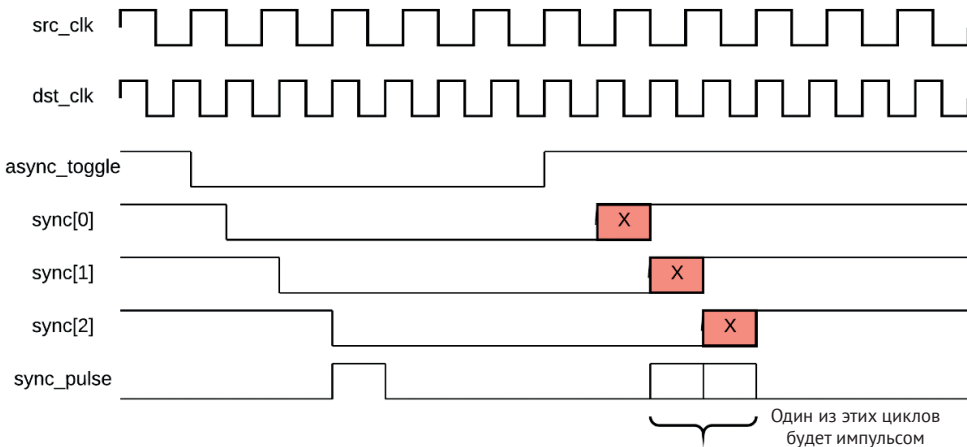 src_clk
dst_clk
async_toggle
sync[0]
X
sync[1]
X
sync[2]
X
sync_pulse
Один из этих циклов
будет импульсом